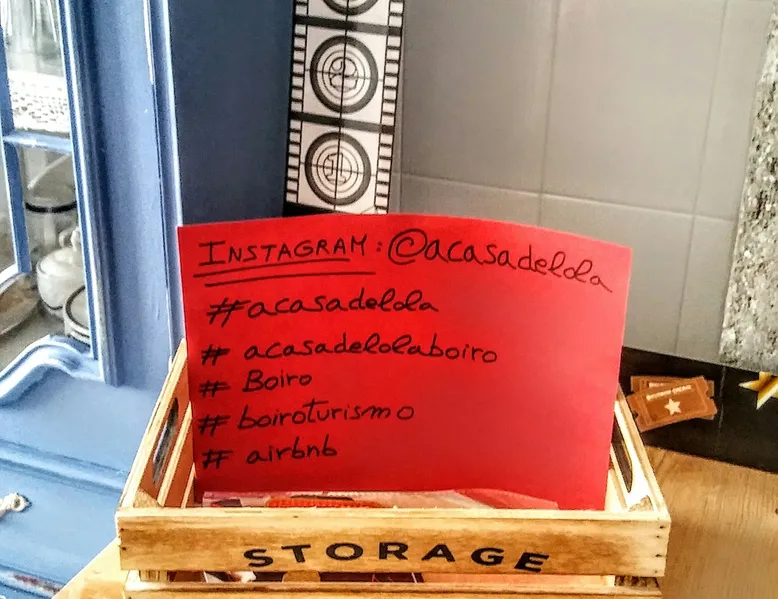 INSTAGRAM: @acasadelola
#acasadelola
# acasadelolaboiro
# Boiro
# boiroturismo
# airbnb
STORAGE